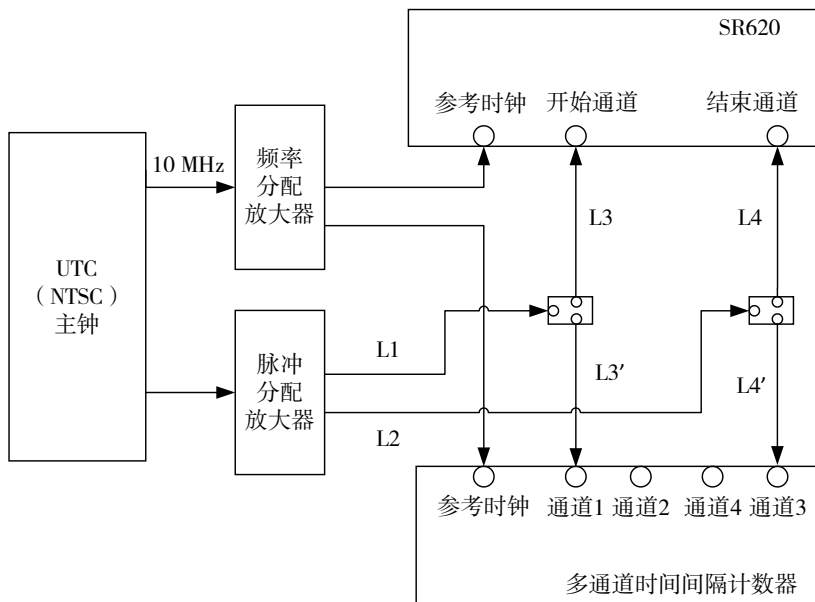 SR620
参考时钟
开始通道
结束通道
10 MHz
频率
分配
放大器
L3
L4
UTC
(NTSC)
主钟
L1
脉冲
分配
放大器
L3′
L4′
L2
参考时钟
通道1
通道2
通道4
通道3
多通道时间间隔计数器